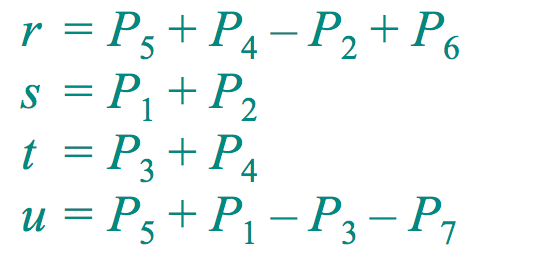 r = P₅ + P₄ – P₂ + P₆
s = P₁ + P₂
t = P₃ + P₄
u = P₅ + P₁ – P₃ – P₇